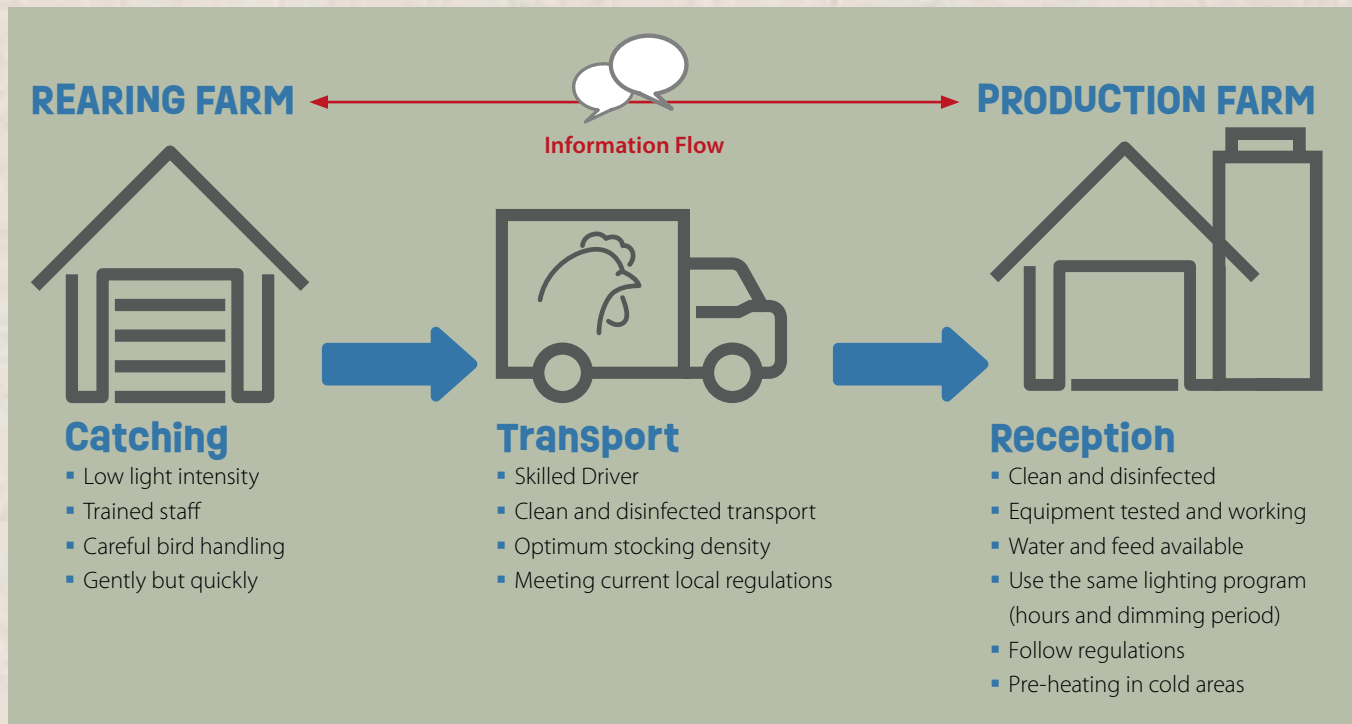 REARING FARM
PRODUCTION FARM
Information Flow
Catching
▪ Low light intensity
▪ Trained staff
▪ Careful bird handling
▪ Gently but quickly
Transport
▪ Skilled Driver
▪ Clean and disinfected transport
▪ Optimum stocking density
▪ Meeting current local regulations
Reception
▪ Clean and disinfected
▪ Equipment tested and working
▪ Water and feed available
▪ Use the same lighting program
(hours and dimming period)
▪ Follow regulations
▪ Pre-heating in cold areas